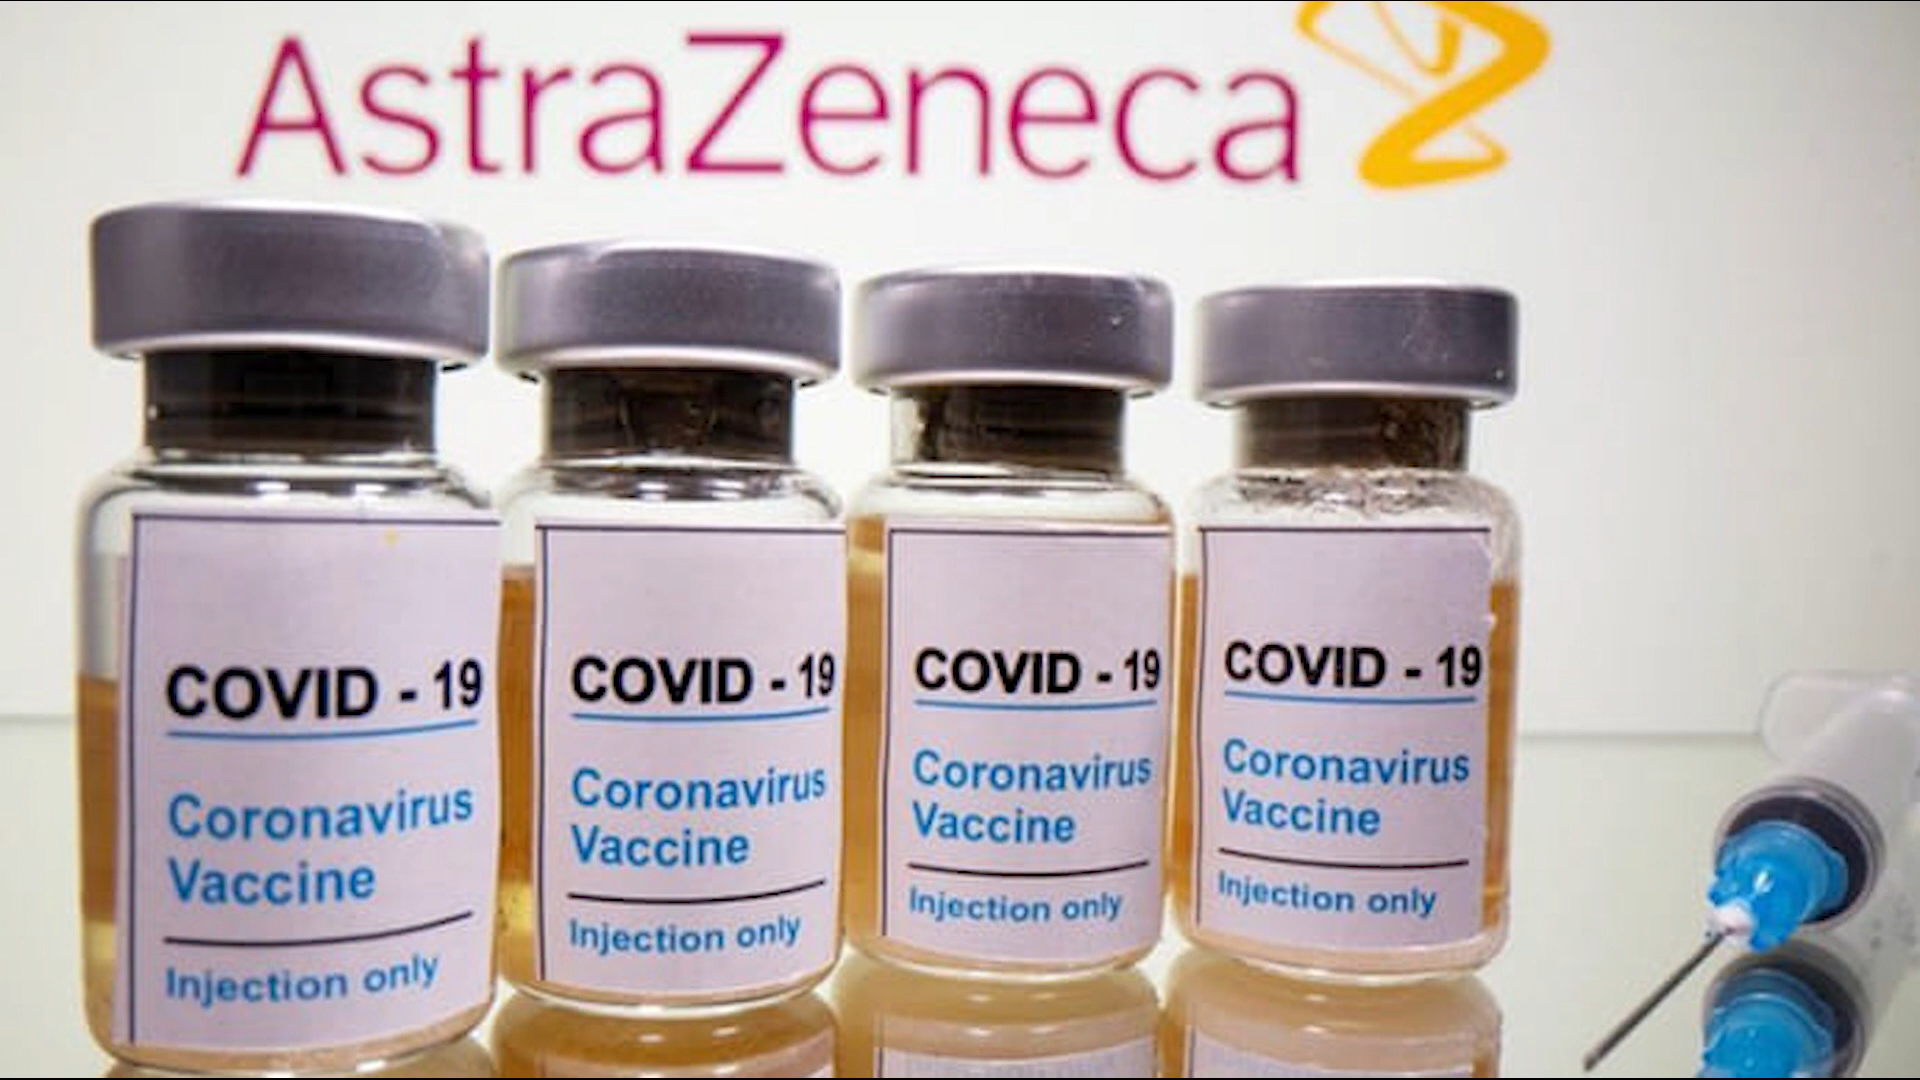 AstraZeneca
COVID - 19
Coronavirus
Vaccine
Injection only
COVID - 19
Coronavirus
Vaccine
Injection only
COVID - 19
Coronavirus
Vaccine
Injection only
COVID - 19
Coronavirus
Vaccine
Injection only